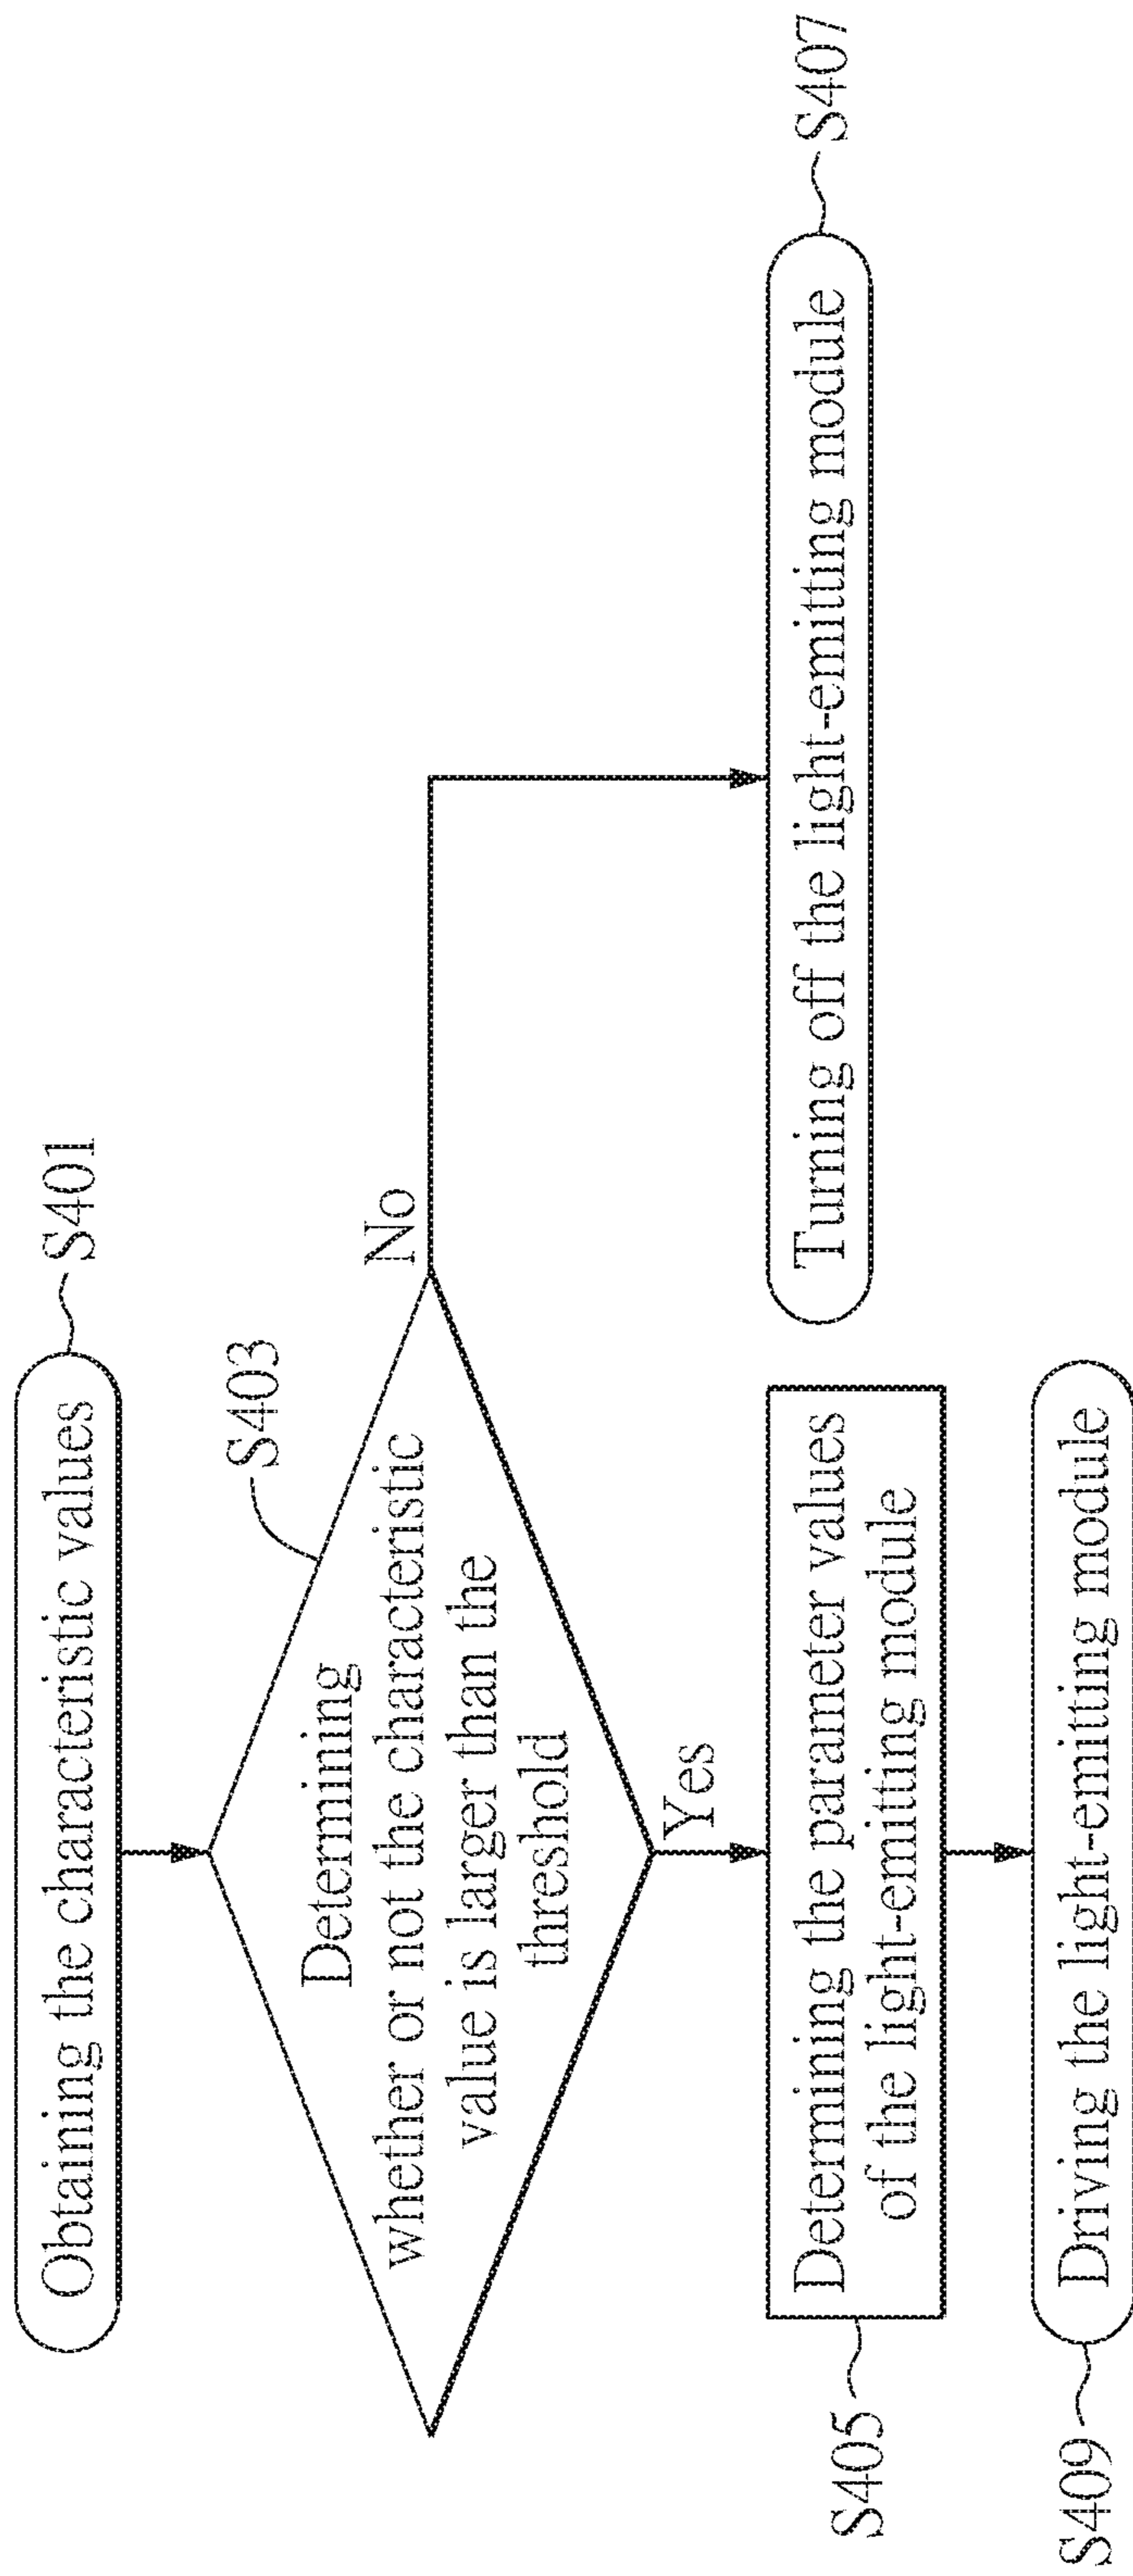 Obtaining the characteristic values
S401
Determining
whether or not the characteristic
value is larger than the
threshold
S403
No
Yes
S405
Determining the parameter values
of the light-emitting module
Turning off the light-emitting module
S407
S409
Driving the light-emitting module